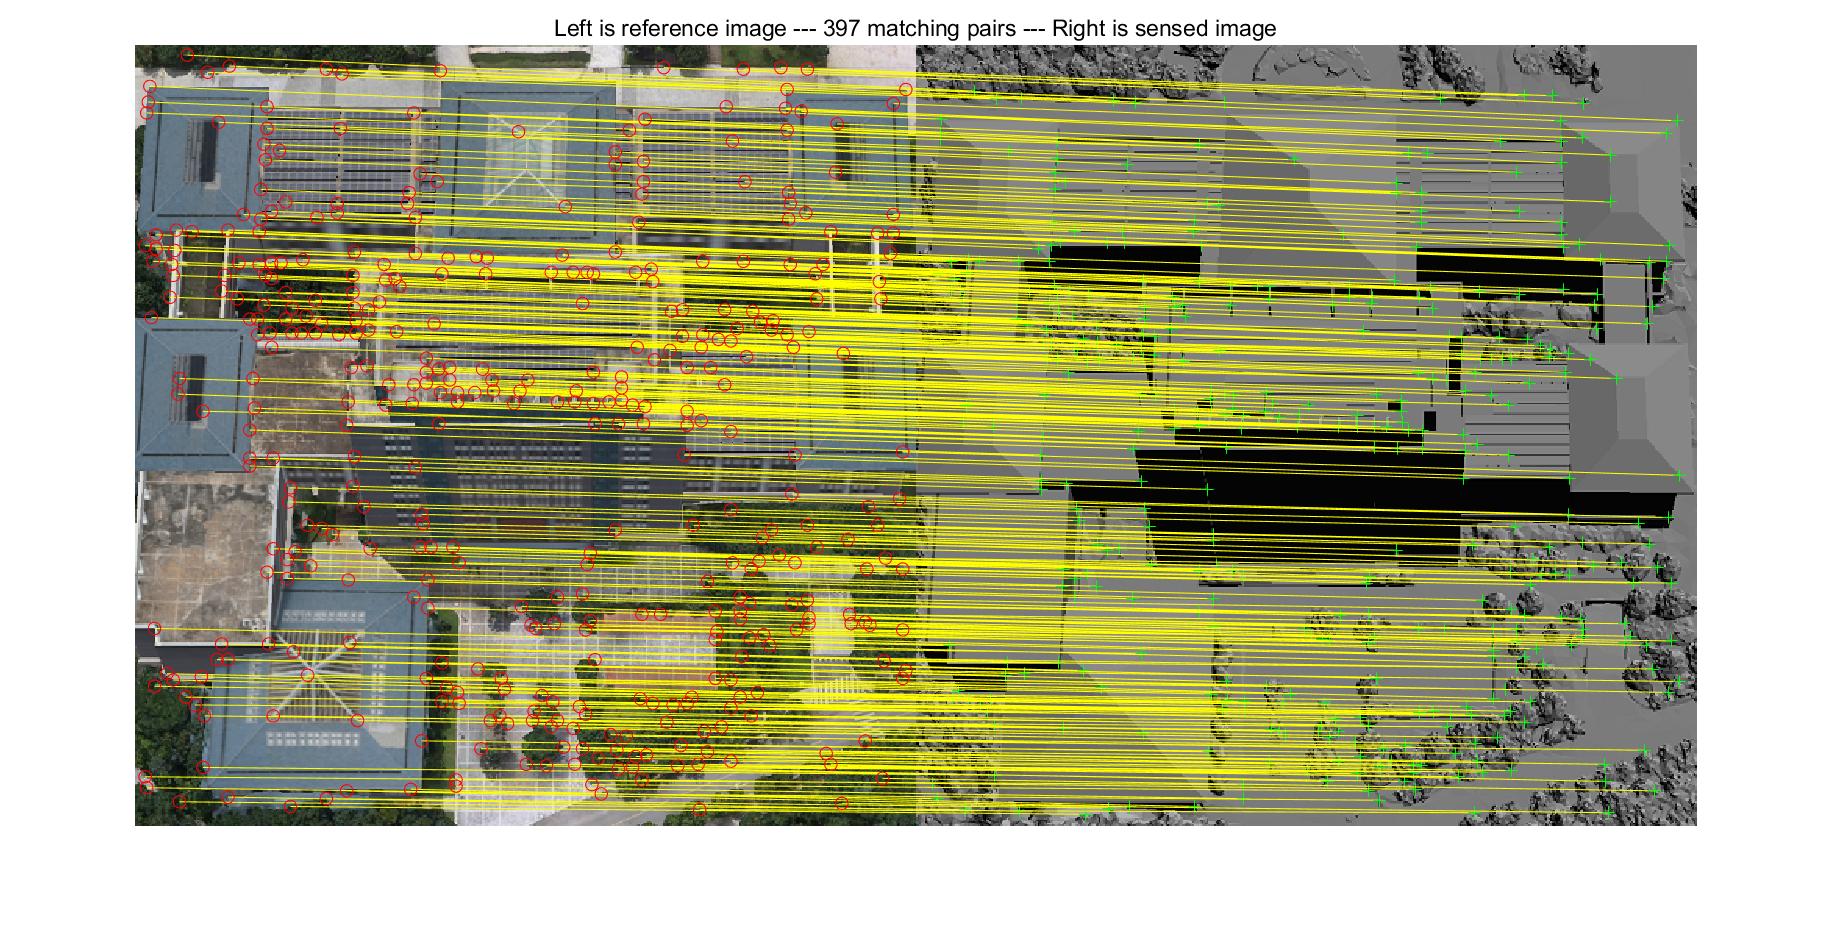 Left is reference image --- 397 matching pairs --- Right is sensed image